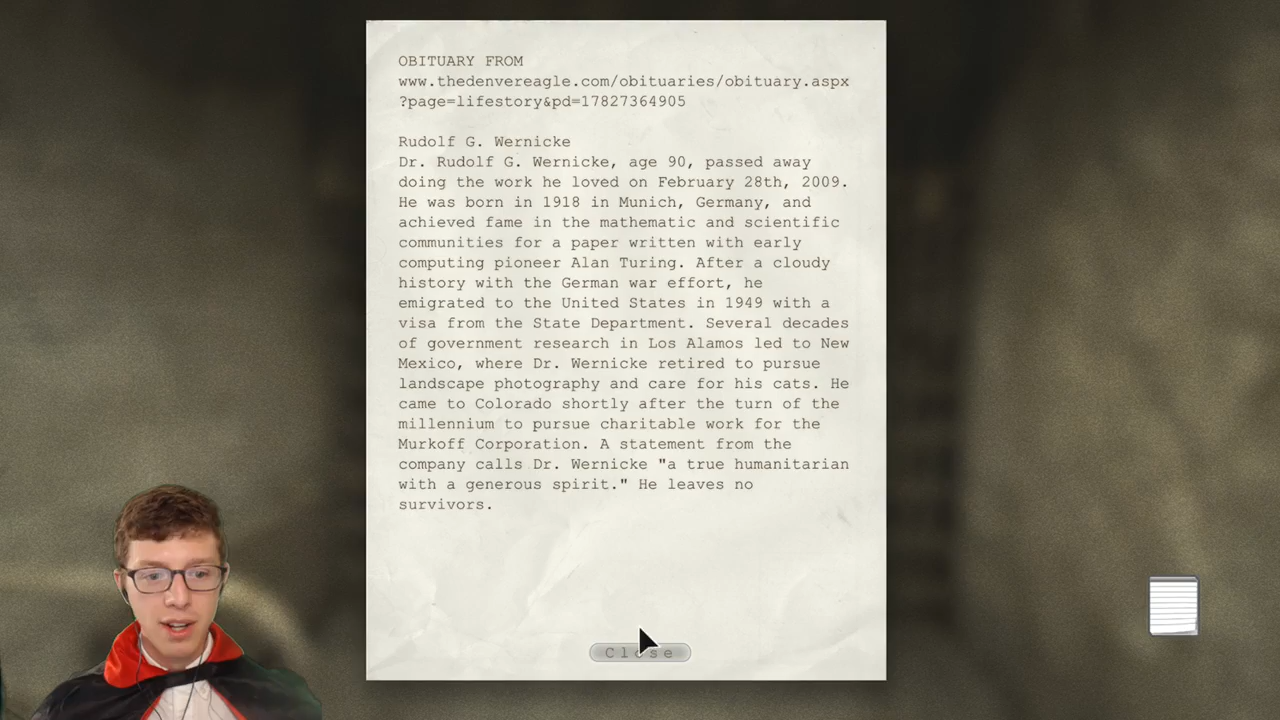 OBITUARY FROM
www.thedenvereagle.com/obituaries/obituary.aspx
?page=lifestory&pd=17827364905
Rudolf G. Wernicke
Dr. Rudolf G. Wernicke, age 90, passed away
doing the work he loved on February 28th, 2009.
He was born in 1918 in Munich, Germany, and
achieved fame in the mathematic and scientific
communities for a paper written with early
computing pioneer Alan Turing. After a cloudy
history with the German war effort, he
emigrated to the United States in 1949 with a
visa from the State Department. Several decades
of government research in Los Alamos led to New
Mexico, where Dr. Wernicke retired to pursue
landscape photography and care for his cats. He
came to Colorado shortly after the turn of the
millennium to pursue charitable work for the
Murkoff Corporation. A statement from the
company calls Dr. Wernicke "a true humanitarian
with a generous spirit." He leaves no
survivors.
Close